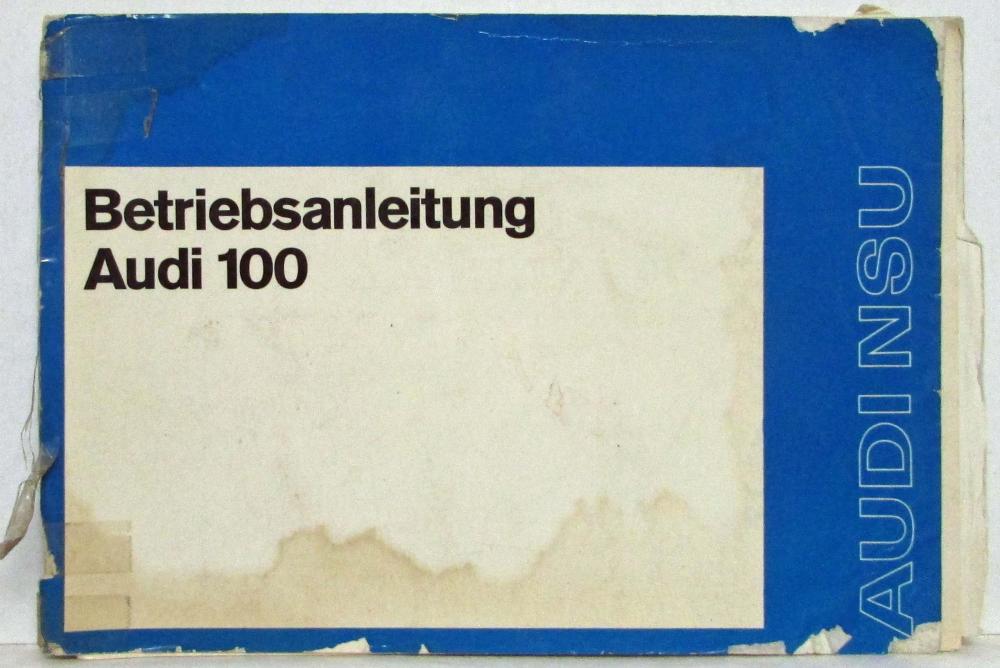 Betriebsanleitung
Audi 100
AUDI NSU